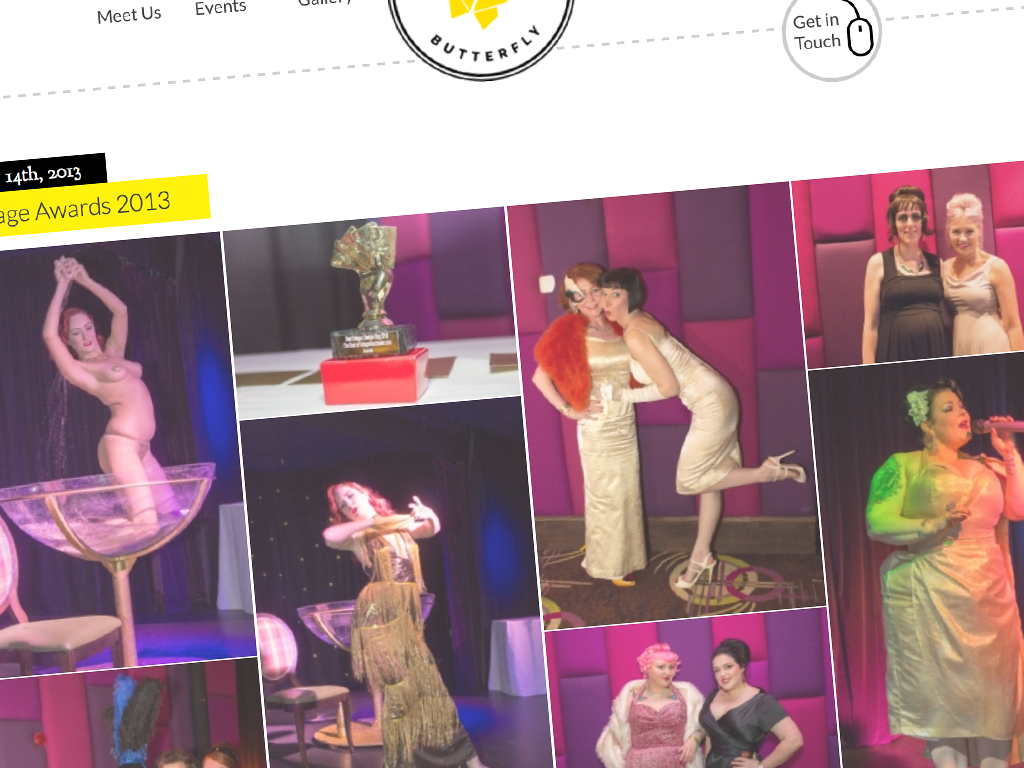 Meet Us
Events
Gallery
BUTTERFLY
Get in
Touch
14th, 2013
age Awards 2013